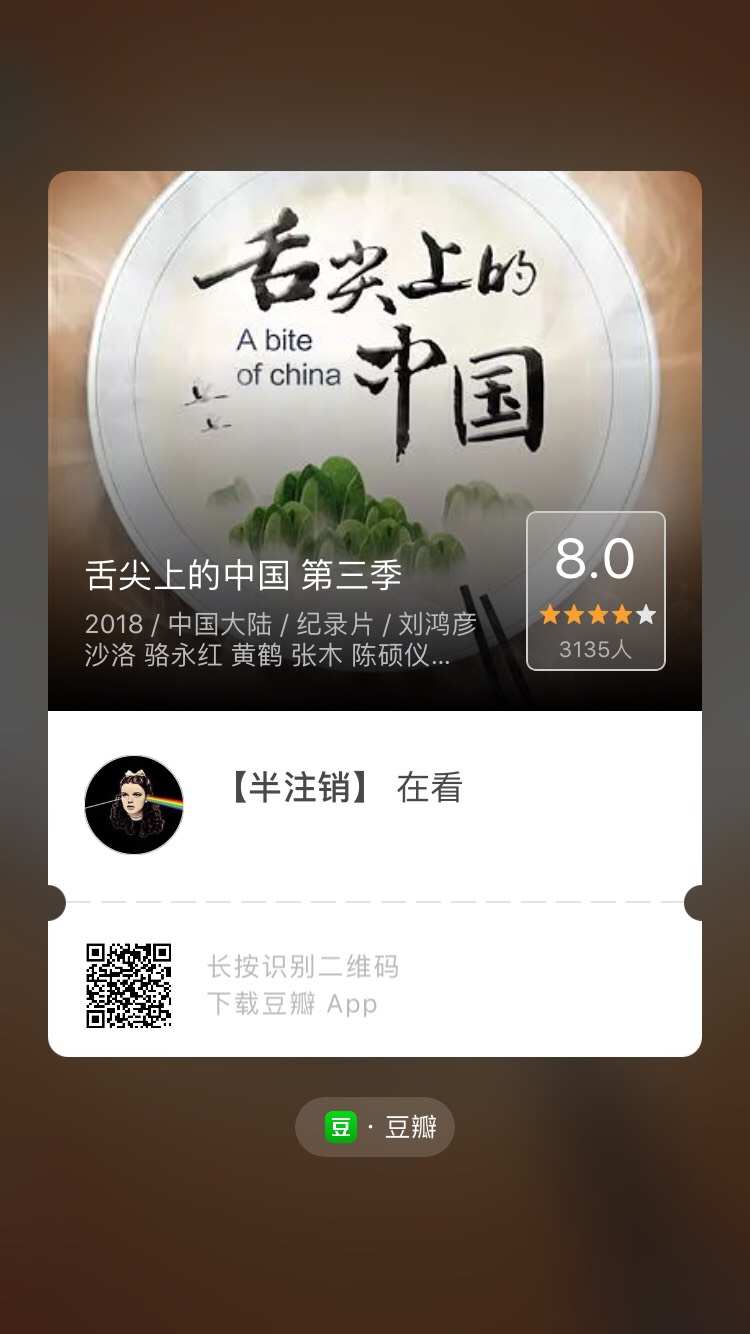 舌尖上的
A bite
of china
中国
8.0
舌尖上的中国 第三季
2018 / 中国大陆 / 纪录片 / 刘鸿彦
沙洛 骆永红 黄鹤 张木 陈硕仪...
3135人
【半注销】 在看
长按识别二维码
下载豆瓣 App
豆 · 豆瓣